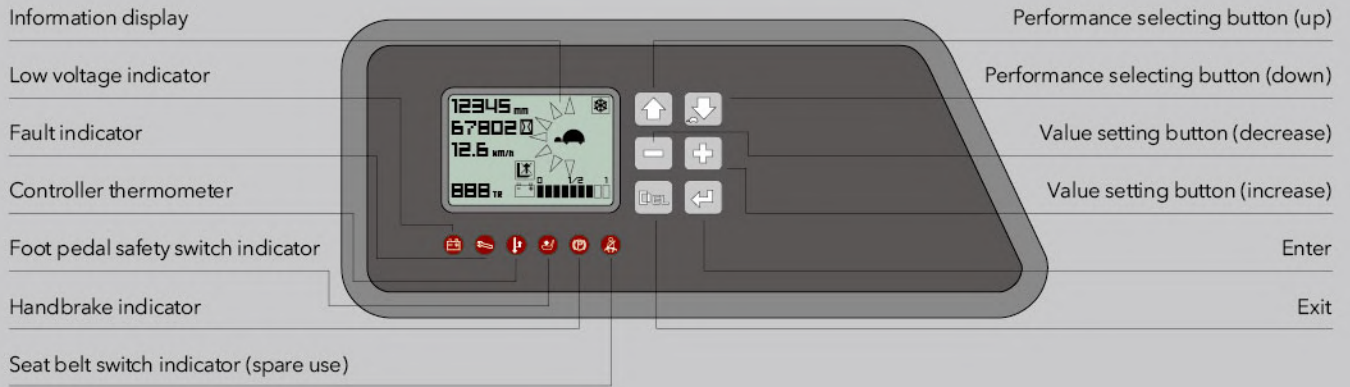 Information display
Low voltage indicator
Fault indicator
Controller thermometer
Foot pedal safety switch indicator
Handbrake indicator
Seat belt switch indicator (spare use)
12345 mm
67802
12.6 KM/H
0 1/2 1
888 TR
DEL
P
Performance selecting button (up)
Performance selecting button (down)
Value setting button (decrease)
Value setting button (increase)
Enter
Exit